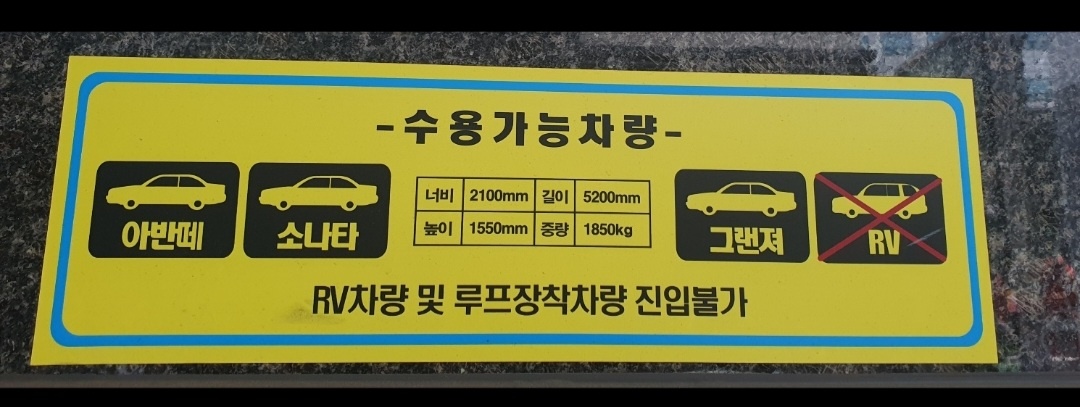 -수용가능차량-
아반떼
소나타
너비 2100mm 길이 5200mm
높이 1550mm 중량 1850kg
그랜져
RV
RV차량 및 루프장착차량 진입불가